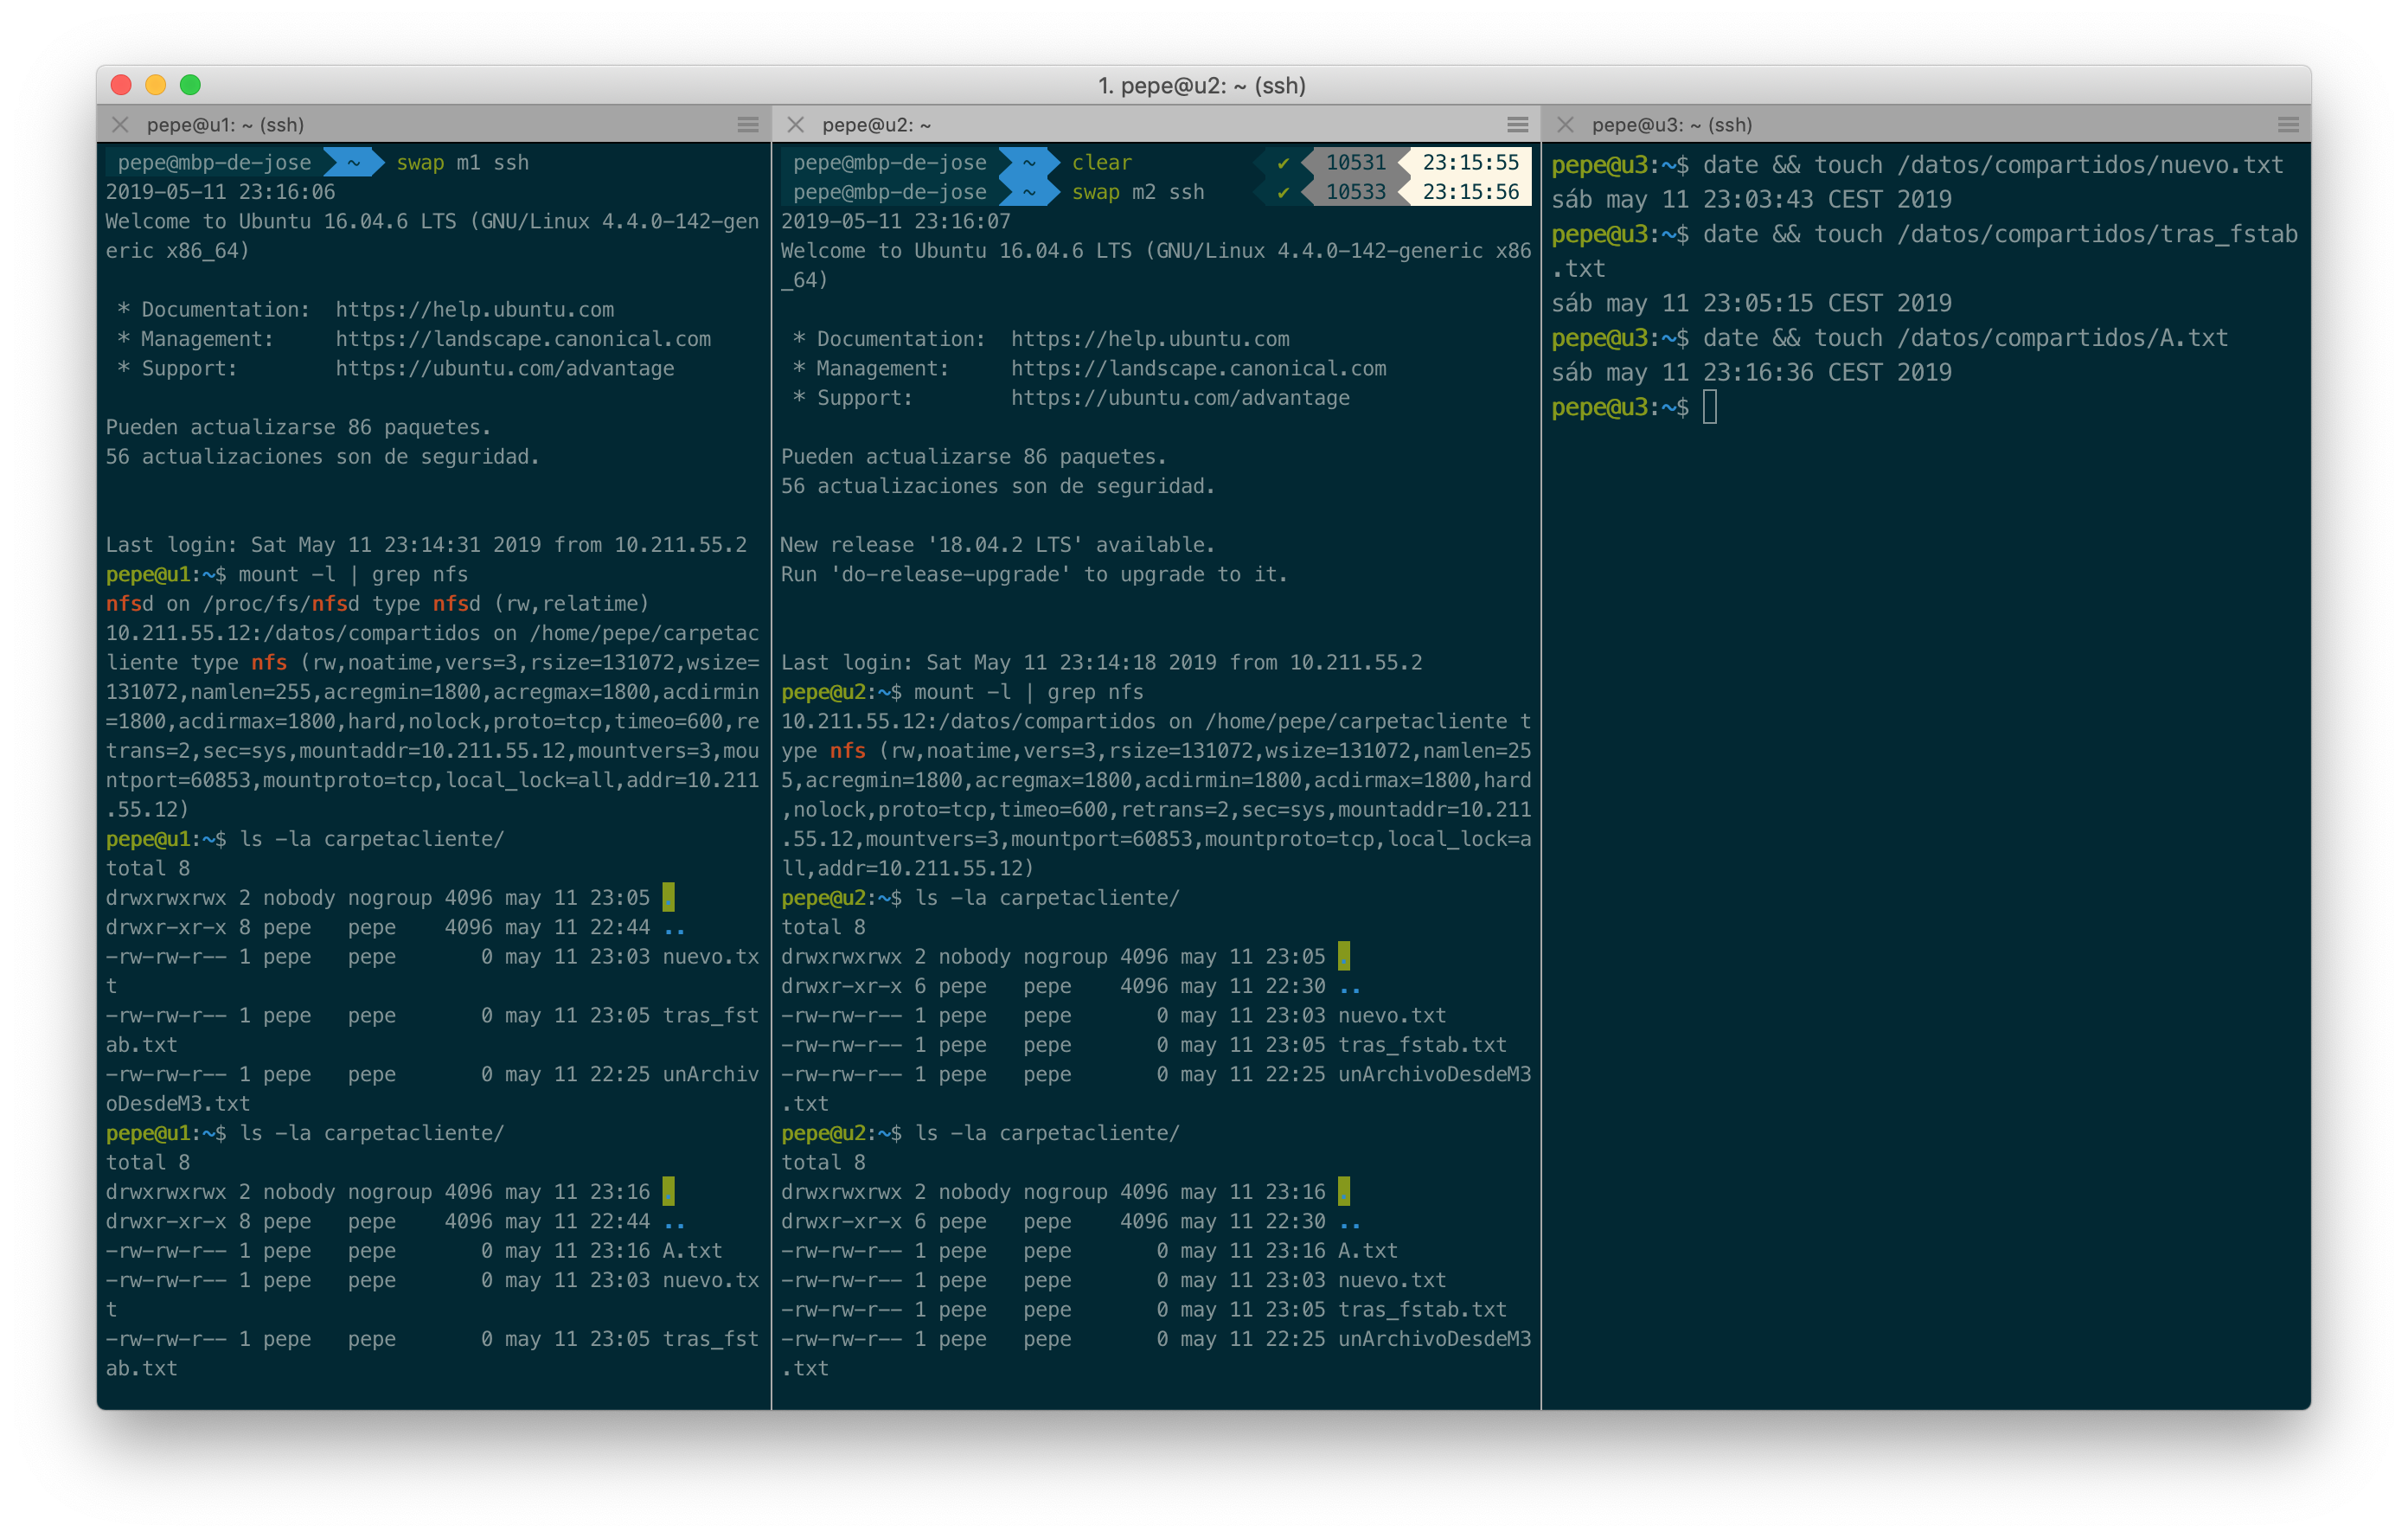 1. pepe@u2: ~ (ssh)
pepe@u1: ~ (ssh)
pepe@mbp-de-jose ~ swap m1 ssh
2019-05-11 23:16:06
Welcome to Ubuntu 16.04.6 LTS (GNU/Linux 4.4.0-142-gen
eric x86_64)
* Documentation:  https://help.ubuntu.com
* Management:     https://landscape.canonical.com
* Support:        https://ubuntu.com/advantage
Pueden actualizarse 86 paquetes.
56 actualizaciones son de seguridad.
Last login: Sat May 11 23:14:31 2019 from 10.211.55.2
pepe@u1:~$ mount -l | grep nfs
nfsd on /proc/fs/nfsd type nfsd (rw,relatime)
10.211.55.12:/datos/compartidos on /home/pepe/carpetac
liente type nfs (rw,noatime,vers=3,rsize=131072,wsize=
131072,namlen=255,acregmin=1800,acregmax=1800,acdirmin
=1800,acdirmax=1800,hard,nolock,proto=tcp,timeo=600,re
trans=2,sec=sys,mountaddr=10.211.55.12,mountvers=3,mou
ntport=60853,mountproto=tcp,local_lock=all,addr=10.211
.55.12)
pepe@u1:~$ ls -la carpetacliente/
total 8
drwxrwxrwx 2 nobody nogroup 4096 may 11 23:05 .
drwxr-xr-x 8 pepe   pepe    4096 may 11 22:44 ..
-rw-rw-r-- 1 pepe   pepe       0 may 11 23:03 nuevo.tx
t
-rw-rw-r-- 1 pepe   pepe       0 may 11 23:05 tras_fst
ab.txt
-rw-rw-r-- 1 pepe   pepe       0 may 11 22:25 unArchiv
oDesdeM3.txt
pepe@u1:~$ ls -la carpetacliente/
total 8
drwxrwxrwx 2 nobody nogroup 4096 may 11 23:16 .
drwxr-xr-x 8 pepe   pepe    4096 may 11 22:44 ..
-rw-rw-r-- 1 pepe   pepe       0 may 11 23:16 A.txt
-rw-rw-r-- 1 pepe   pepe       0 may 11 23:03 nuevo.tx
t
-rw-rw-r-- 1 pepe   pepe       0 may 11 23:05 tras_fst
ab.txt
pepe@u2: ~
pepe@mbp-de-jose ~ clear ✔ 10531 23:15:55
pepe@mbp-de-jose ~ swap m2 ssh ✔ 10533 23:15:56
2019-05-11 23:16:07
Welcome to Ubuntu 16.04.6 LTS (GNU/Linux 4.4.0-142-generic x86
_64)
* Documentation:  https://help.ubuntu.com
* Management:     https://landscape.canonical.com
* Support:        https://ubuntu.com/advantage
Pueden actualizarse 86 paquetes.
56 actualizaciones son de seguridad.
New release '18.04.2 LTS' available.
Run 'do-release-upgrade' to upgrade to it.
Last login: Sat May 11 23:14:18 2019 from 10.211.55.2
pepe@u2:~$ mount -l | grep nfs
10.211.55.12:/datos/compartidos on /home/pepe/carpetacliente t
ype nfs (rw,noatime,vers=3,rsize=131072,wsize=131072,namlen=25
5,acregmin=1800,acregmax=1800,acdirmin=1800,acdirmax=1800,hard
,nolock,proto=tcp,timeo=600,retrans=2,sec=sys,mountaddr=10.211
.55.12,mountvers=3,mountport=60853,mountproto=tcp,local_lock=a
ll,addr=10.211.55.12)
pepe@u2:~$ ls -la carpetacliente/
total 8
drwxrwxrwx 2 nobody nogroup 4096 may 11 23:05 .
drwxr-xr-x 6 pepe   pepe    4096 may 11 22:30 ..
-rw-rw-r-- 1 pepe   pepe       0 may 11 23:03 nuevo.txt
-rw-rw-r-- 1 pepe   pepe       0 may 11 23:05 tras_fstab.txt
-rw-rw-r-- 1 pepe   pepe       0 may 11 22:25 unArchivoDesdeM3
.txt
pepe@u2:~$ ls -la carpetacliente/
total 8
drwxrwxrwx 2 nobody nogroup 4096 may 11 23:16 .
drwxr-xr-x 6 pepe   pepe    4096 may 11 22:30 ..
-rw-rw-r-- 1 pepe   pepe       0 may 11 23:16 A.txt
-rw-rw-r-- 1 pepe   pepe       0 may 11 23:03 nuevo.txt
-rw-rw-r-- 1 pepe   pepe       0 may 11 23:05 tras_fstab.txt
-rw-rw-r-- 1 pepe   pepe       0 may 11 22:25 unArchivoDesdeM3
.txt
pepe@u3: ~ (ssh)
pepe@u3:~$ date && touch /datos/compartidos/nuevo.txt
sáb may 11 23:03:43 CEST 2019
pepe@u3:~$ date && touch /datos/compartidos/tras_fstab
.txt
sáb may 11 23:05:15 CEST 2019
pepe@u3:~$ date && touch /datos/compartidos/A.txt
sáb may 11 23:16:36 CEST 2019
pepe@u3:~$